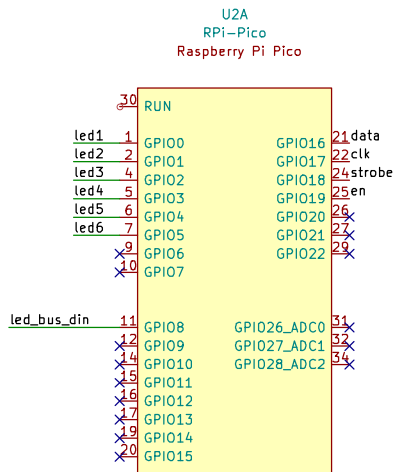 U2A
RPi-Pico
Raspberry Pi Pico
30 RUN
led1 1 GPIO0 GPIO16 21 data
led2 2 GPIO1 GPIO17 22 clk
led3 4 GPIO2 GPIO18 24 strobe
led4 5 GPIO3 GPIO19 25 en
led5 6 GPIO4 GPIO20 26
led6 7 GPIO5 GPIO21 27
9 GPIO6 GPIO22 29
10 GPIO7
led_bus_din 11 GPIO8 GPIO26_ADC0 31
12 GPIO9 GPIO27_ADC1 32
14 GPIO10 GPIO28_ADC2 34
15 GPIO11
16 GPIO12
17 GPIO13
19 GPIO14
20 GPIO15